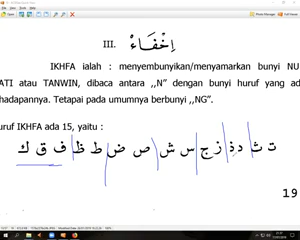 III. إِخْفَاءْ
IKHFA ialah : menyembunyikan/menyamarkan bunyi NU
ATI atau TANWIN, dibaca antara ,,N" dengan bunyi huruf yang ad
hadapannya. Tetapi pada umumnya berbunyi ,,NG".
uruf IKHFA ada 15, yaitu :
ت ث د ذ ز ج س ش ص ض ط ظ ف ق ك
19